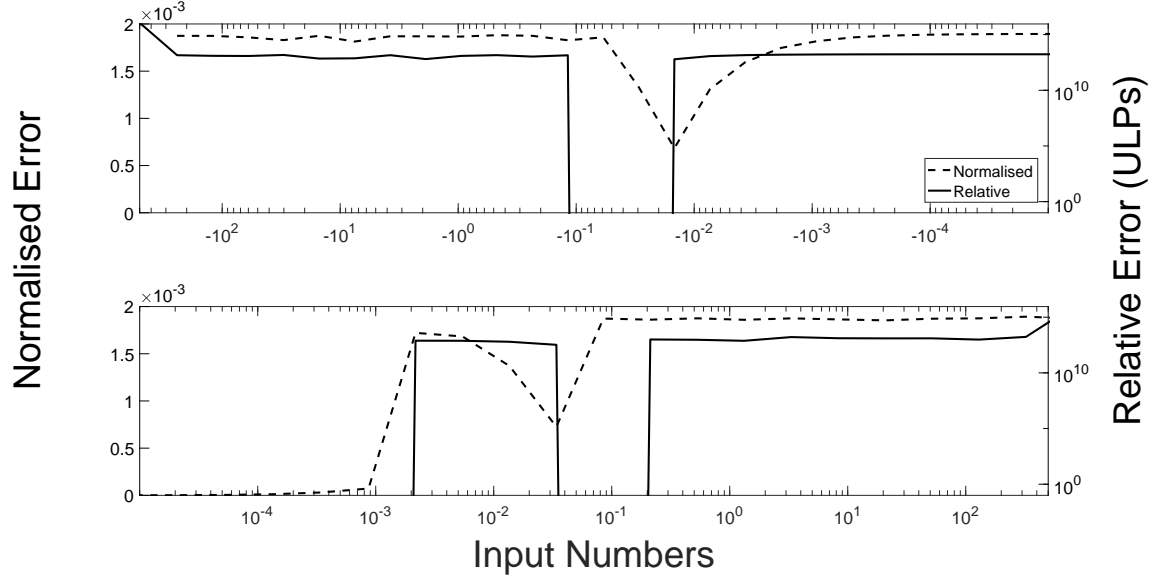 ×10⁻³
2
1.5
1
0.5
0
10¹⁰
10⁰
Normalised
Relative
-10² -10¹ -10⁰ -10⁻¹ -10⁻² -10⁻³ -10⁻⁴
Normalised Error
Relative Error (ULPs)
×10⁻³
2
1.5
1
0.5
0
10¹⁰
10⁰
10⁻⁴ 10⁻³ 10⁻² 10⁻¹ 10⁰ 10¹ 10²
Input Numbers